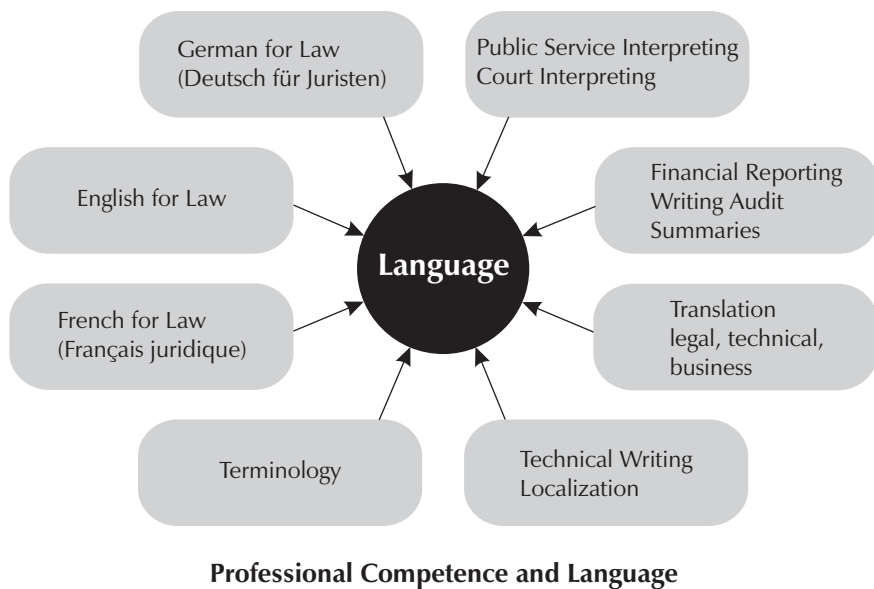 German for Law
(Deutsch für Juristen)
Public Service Interpreting
Court Interpreting
English for Law
Financial Reporting
Writing Audit
Summaries
Language
French for Law
(Français juridique)
Translation
legal, technical,
business
Terminology
Technical Writing
Localization
Professional Competence and Language